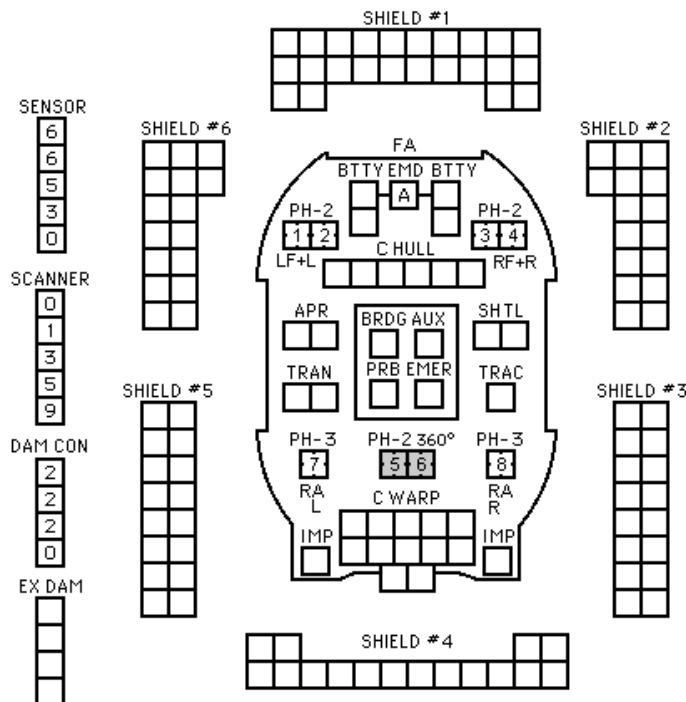 SHIELD #1
SENSOR
6
6
5
3
0
SHIELD #6
SHIELD #2
FA
BTTY EMD BTTY
A
PH-2
PH-2
1 2
3 4
LF+L
C HULL
RF+R
SCANNER
0
1
3
5
9
APR
BRDG AUX
SHTL
TRAN
PRB EMER
TRAC
SHIELD #5
SHIELD #3
DAM CON
2
2
2
0
PH-3
PH-2 360°
PH-3
7
5 6
8
RA
L
C WARP
RA
R
IMP
IMP
EX DAM
SHIELD #4